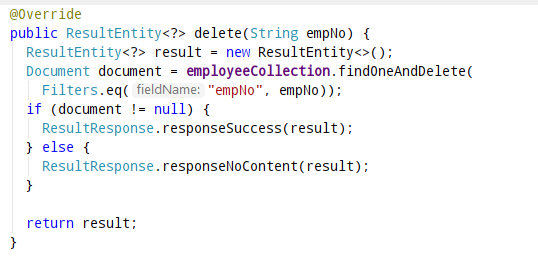 @Override
public ResultEntity<?> delete(String empNo) {
ResultEntity<?> result = new ResultEntity<>();
Document document = employeeCollection.findOneAndDelete(
Filters.eq( fieldName: "empNo", empNo));
if (document != null) {
ResultResponse.responseSuccess(result);
} else {
ResultResponse.responseNoContent(result);
}
return result;
}